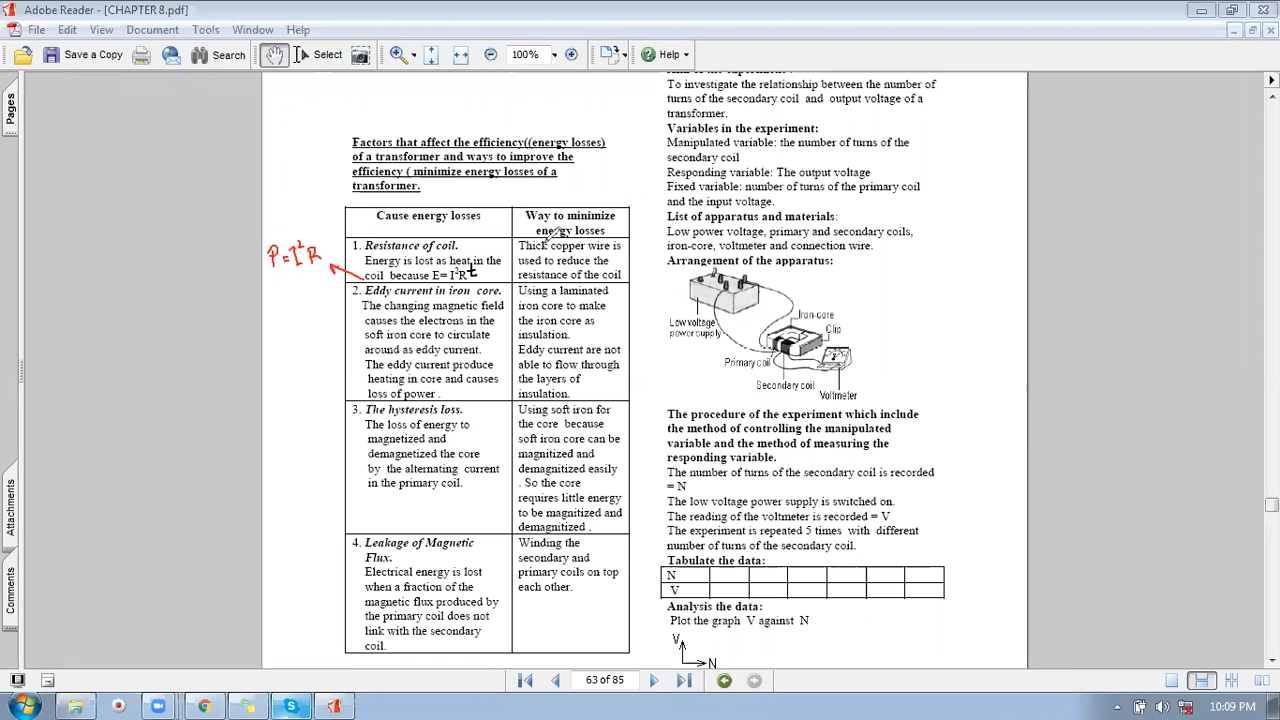 Adobe Reader - [CHAPTER 8.pdf]
File Edit View Document Tools Window Help
Save a Copy Search Select 100% Help
Pages
Attachments
Comments
Factors that affect the efficiency((energy losses)
of a transformer and ways to improve the
efficiency ( minimize energy losses of a
transformer.
Cause energy losses
Way to minimize
energy losses
1. Resistance of coil.
Energy is lost as heat in the
coil because E= I²R t
P = I²R
Thick copper wire is
used to reduce the
resistance of the coil
2. Eddy current in iron core.
The changing magnetic field
causes the electrons in the
soft iron core to circulate
around as eddy current.
The eddy current produce
heating in core and causes
loss of power .
Using a laminated
iron core to make
the iron core as
insulation.
Eddy current are not
able to flow through
the layers of
insulation.
3. The hysteresis loss.
The loss of energy to
magnetized and
demagnetized the core
by the alternating current
in the primary coil.
Using soft iron for
the core because
soft iron core can be
magnitized and
demagnitized easily
. So the core
requires little energy
to be magnitized and
demagnitized .
4. Leakage of Magnetic
Flux.
Electrical energy is lost
when a fraction of the
magnetic flux produced by
the primary coil does not
link with the secondary
coil.
Winding the
secondary and
primary coils on top
each other.
To investigate the relationship between the number of
turns of the secondary coil and output voltage of a
transformer.
Variables in the experiment:
Manipulated variable: the number of turns of the
secondary coil
Responding variable: The output voltage
Fixed variable: number of turns of the primary coil
and the input voltage.
List of apparatus and materials:
Low power voltage, primary and secondary coils,
iron-core, voltmeter and connection wire.
Arrangement of the apparatus:
Iron-core
Low voltage
power supply
Clip
Primary coil
Secondary coil
Voltmeter
The procedure of the experiment which include
the method of controlling the manipulated
variable and the method of measuring the
responding variable.
The number of turns of the secondary coil is recorded
= N
The low voltage power supply is switched on.
The reading of the voltmeter is recorded = V
The experiment is repeated 5 times with different
number of turns of the secondary coil.
Tabulate the data:
N
V
Analysis the data:
Plot the graph V against N
V
N
63 of 85
10:09 PM